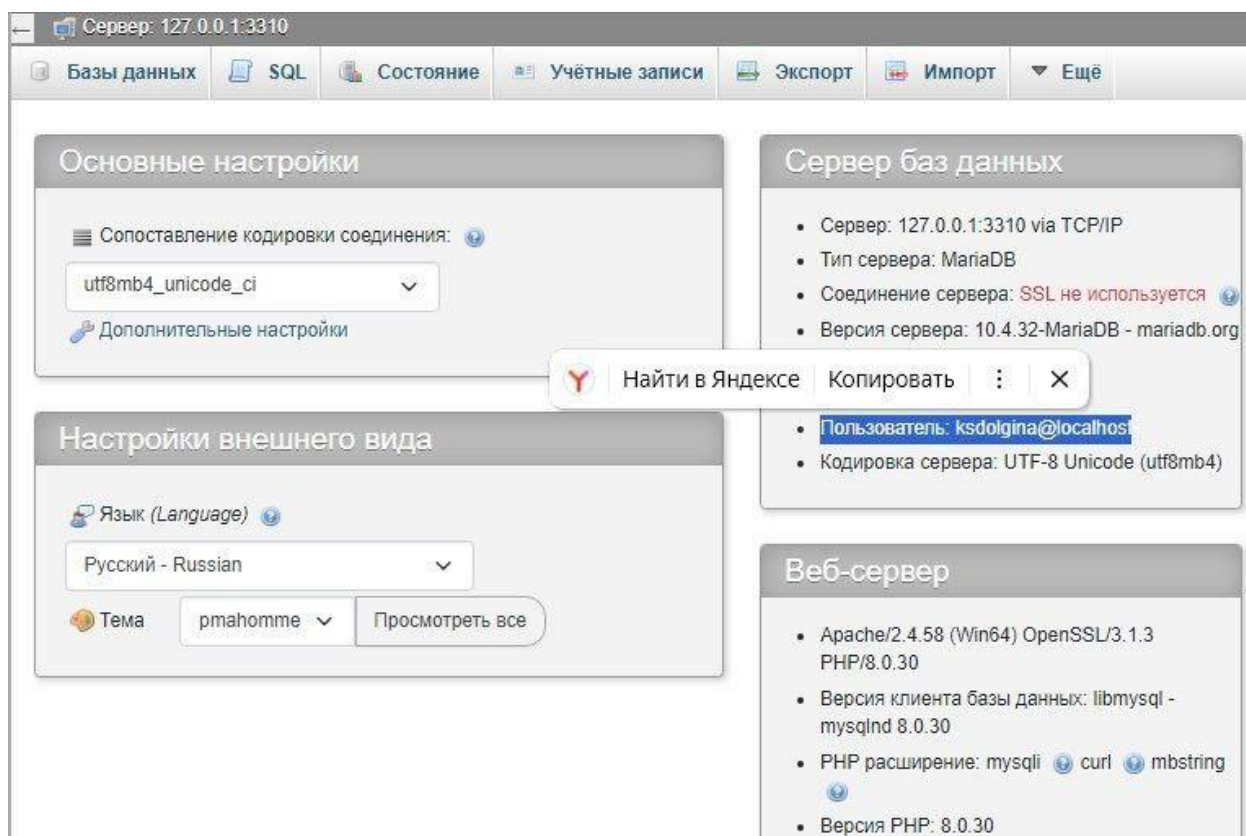 Сервер: 127.0.0.1:3310
Базы данных SQL Состояние Учётные записи Экспорт Импорт Ещё
Основные настройки
Сопоставление кодировки соединения:
utf8mb4_unicode_ci
Дополнительные настройки
Настройки внешнего вида
Язык (Language)
Русский - Russian
Тема pmahomme Просмотреть все
Сервер баз данных
Сервер: 127.0.0.1:3310 via TCP/IP
Тип сервера: MariaDB
Соединение сервера: SSL не используется
Версия сервера: 10.4.32-MariaDB - mariadb.org
Найти в Яндексе Копировать
Пользователь: ksdolgina@localhost
Кодировка сервера: UTF-8 Unicode (utf8mb4)
Веб-сервер
Apache/2.4.58 (Win64) OpenSSL/3.1.3
PHP/8.0.30
Версия клиента базы данных: libmysql -
mysqlnd 8.0.30
PHP расширение: mysqli curl mbstring
Версия PHP: 8.0.30